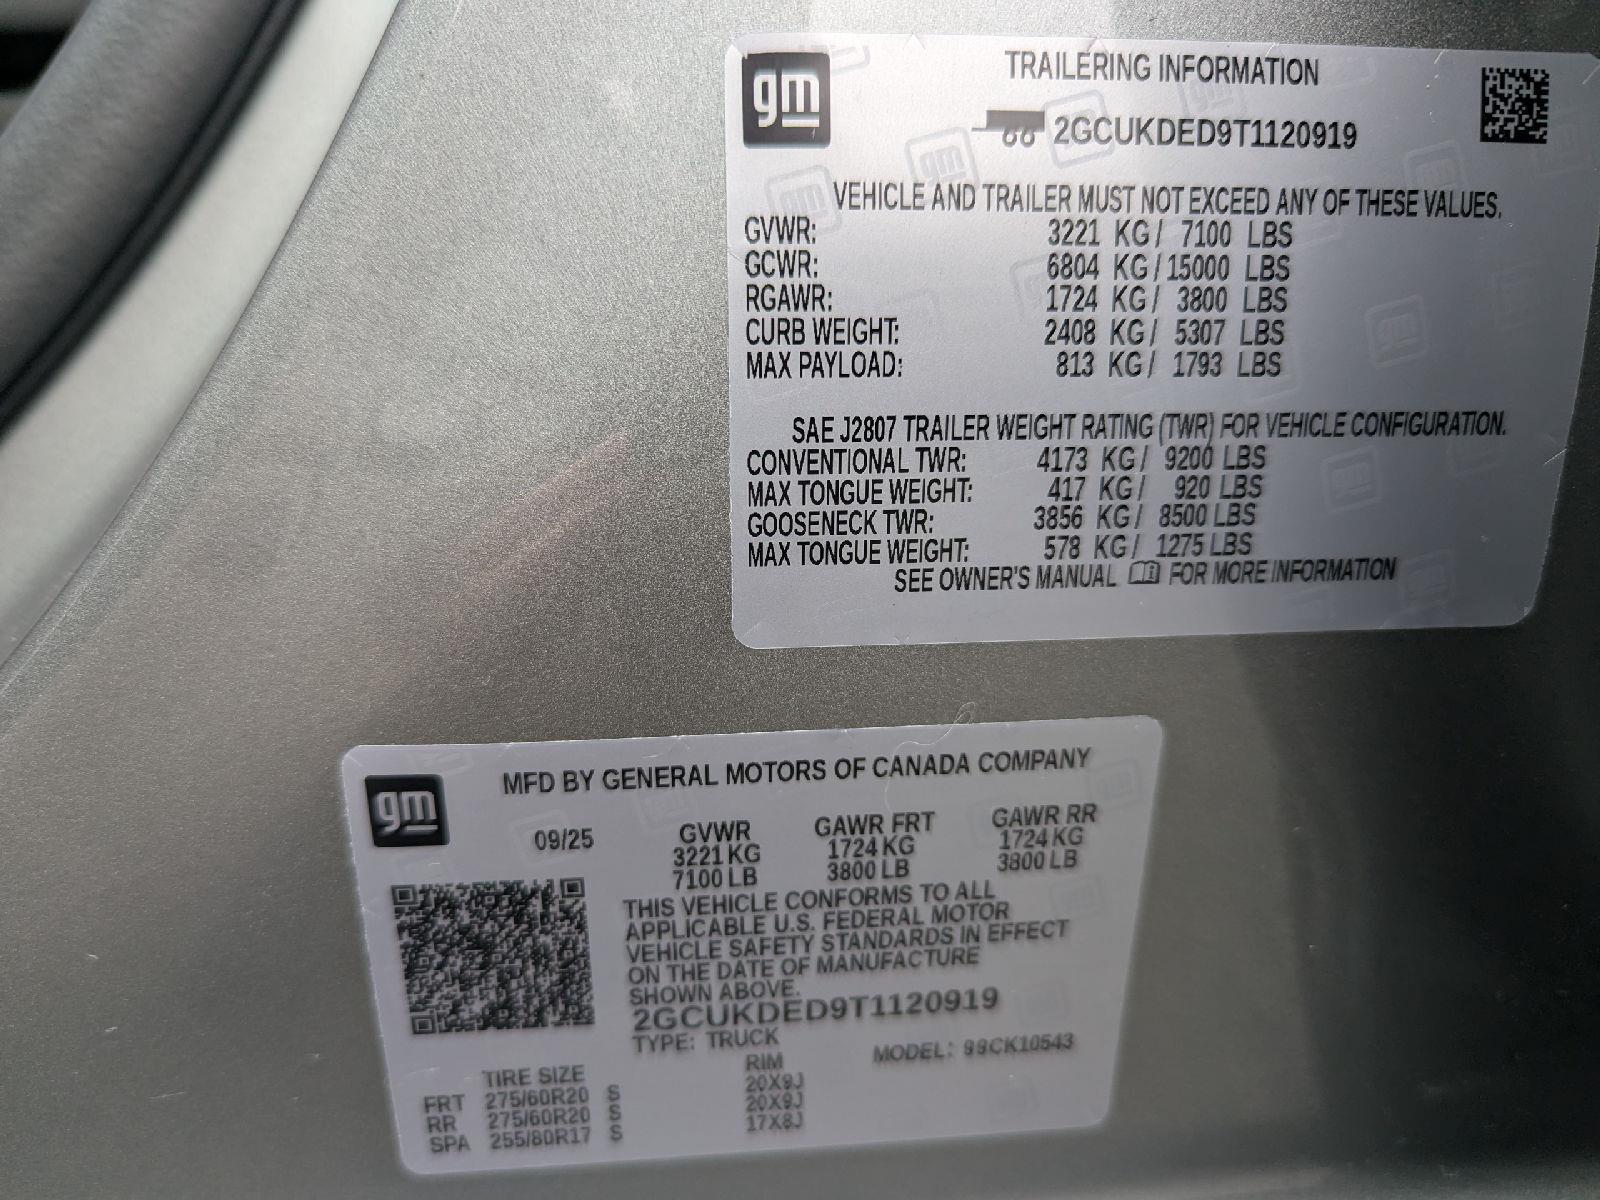 gm
TRAILERING INFORMATION
2GCUKDED9T1120919
VEHICLE AND TRAILER MUST NOT EXCEED ANY OF THESE VALUES.
GVWR: 3221 KG/ 7100 LBS
GCWR: 6804 KG/15000 LBS
RGAWR: 1724 KG/ 3800 LBS
CURB WEIGHT: 2408 KG/ 5307 LBS
MAX PAYLOAD: 813 KG/ 1793 LBS
SAE J2807 TRAILER WEIGHT RATING (TWR) FOR VEHICLE CONFIGURATION.
CONVENTIONAL TWR: 4173 KG/ 9200 LBS
MAX TONGUE WEIGHT: 417 KG/ 920 LBS
GOOSENECK TWR: 3856 KG/ 8500 LBS
MAX TONGUE WEIGHT: 578 KG/ 1275 LBS
SEE OWNER'S MANUAL FOR MORE INFORMATION
gm
MFD BY GENERAL MOTORS OF CANADA COMPANY
09/25 GVWR GAWR FRT GAWR RR
3221 KG 1724 KG 1724 KG
7100 LB 3800 LB 3800 LB
THIS VEHICLE CONFORMS TO ALL
APPLICABLE U.S. FEDERAL MOTOR
VEHICLE SAFETY STANDARDS IN EFFECT
ON THE DATE OF MANUFACTURE
SHOWN ABOVE.
2GCUKDED9T1120919
TYPE: TRUCK MODEL: 99CK10543
TIRE SIZE RIM
FRT 275/60R20 S 20X9J
RR 275/60R20 S 20X9J
SPA 255/80R17 S 17X8J